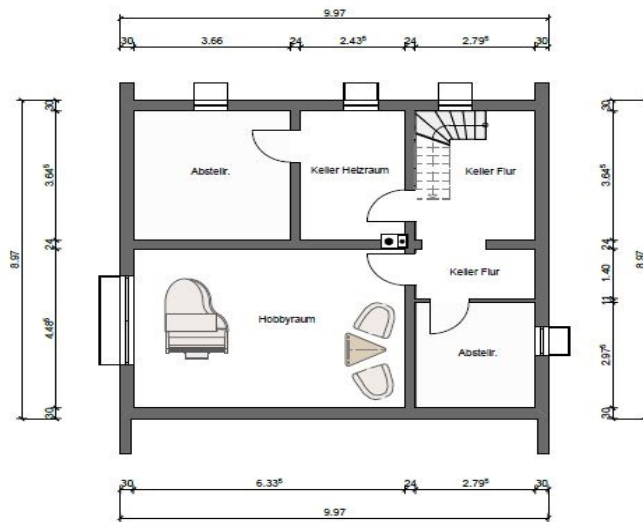 9.97
30 3.66 24 2.43⁵ 24 2.79⁵ 30
Abstellr.
Keller Heizraum
Keller Flur
Keller Flur
Hobbyraum
Abstellr.
8.97
30
3.64⁵
24
4.48⁵
30
30
3.64⁵
24
1.40
11
2.97⁵
30
8.97
30 6.33⁵ 24 2.79⁵ 30
9.97